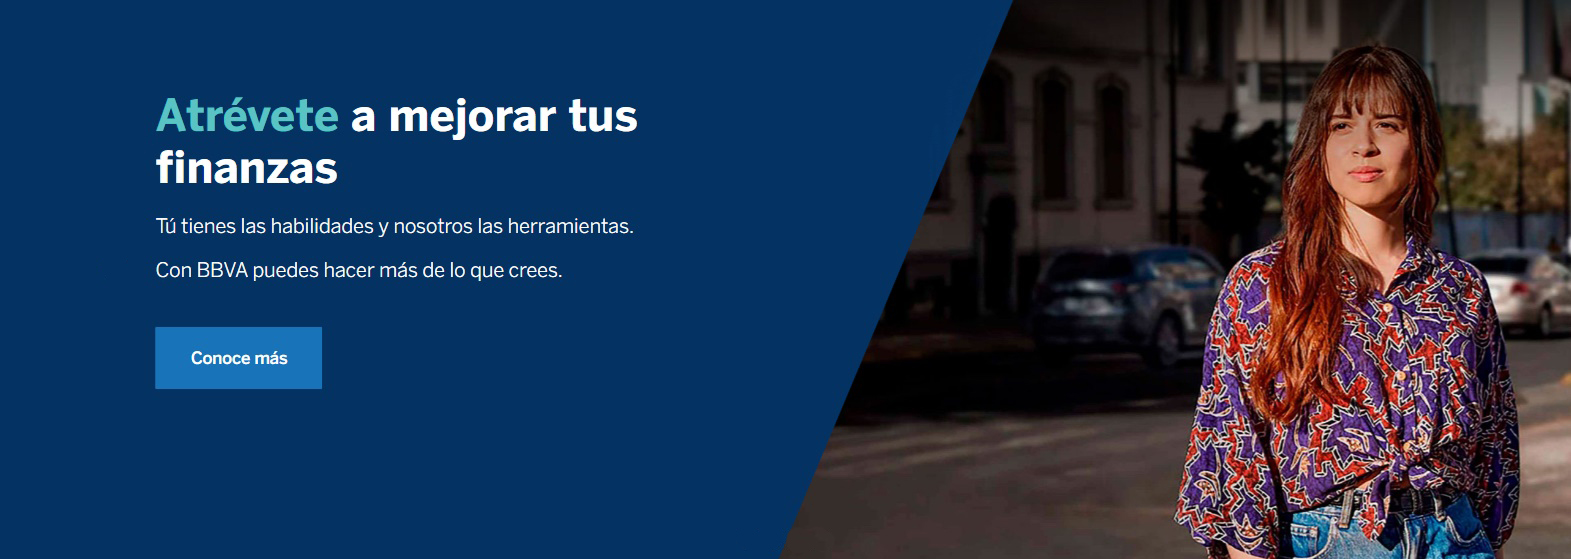 Atrévete a mejorar tus
finanzas
Tú tienes las habilidades y nosotros las herramientas.
Con BBVA puedes hacer más de lo que crees.
Conoce más